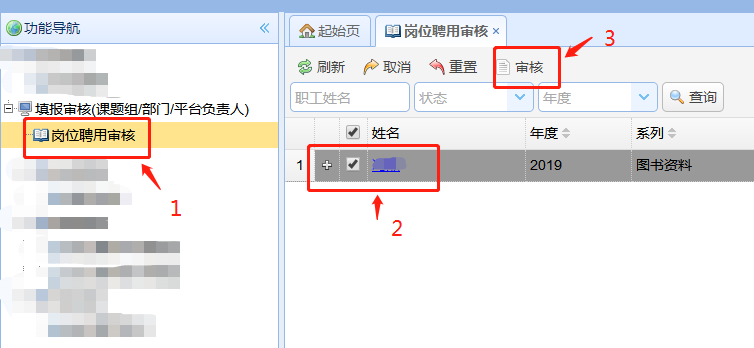 功能导航
填报审核(课题组/部门/平台负责人)
岗位聘用审核
1
起始页 岗位聘用审核 ×
3
刷新 取消 重置 审核
职工姓名 状态 年度 查询
姓名 年度 系列
1 2019 图书资料
2